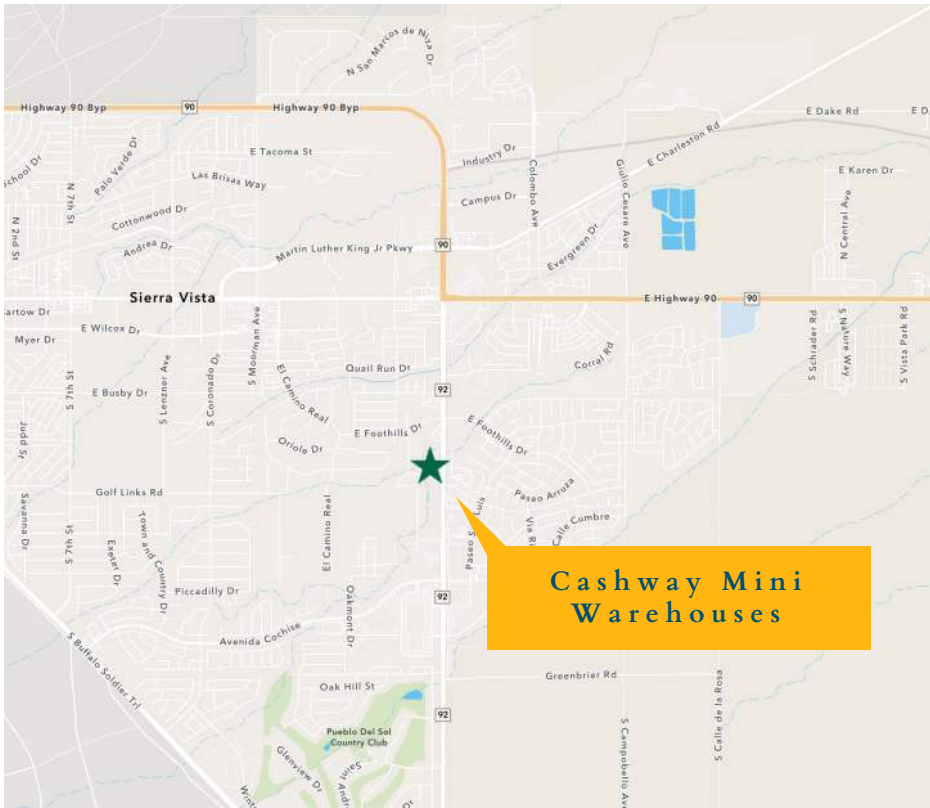 N San Marcos de Niza Dr
Highway 90 Byp
90
Highway 90 Byp
E Dake Rd
E D
Palo Verde Dr
E Tacoma St
Industry Dr
Colombo Ave
E Charleston Rd
School Dr
Las Brisas Way
Giulio Cesare Ave
E Karen Dr
N 2nd St
N 7th St
Cottonwood Dr
Campus Dr
N Central Ave
Andrea Dr
Martin Luther King Jr Pkwy
90
Evergreen Dr
Sierra Vista
E Highway 90
90
Bartow Dr
E Wilcox Dr
Myer Dr
S Moorman Ave
S Schrader Rd
S Nature Way
S Vista Park Rd
Quail Run Dr
Corral Rd
S 7th St
E Busby Dr
S Lenzner Ave
S Coronado Dr
El Camino Real
92
Judd St
Oriole Dr
E Foothills Dr
E Foothills Dr
Golf Links Rd
Paseo Arruza
Savanna Dr
S 7th St
Exeter Dr
Town and Country Dr
El Camino Real
Paseo S
Luis
Via Ri
Calle Cumbre
Piccadilly Dr
Oakmont Dr
92
Cashway Mini
Warehouses
S Buffalo Soldier Trl
Avenida Cochise
Oak Hill St
Greenbriar Rd
92
Pueblo Del Sol
Country Club
S Campobello Av
S Calle de la Rosa
Glenview Dr
Saint Andr
Wint